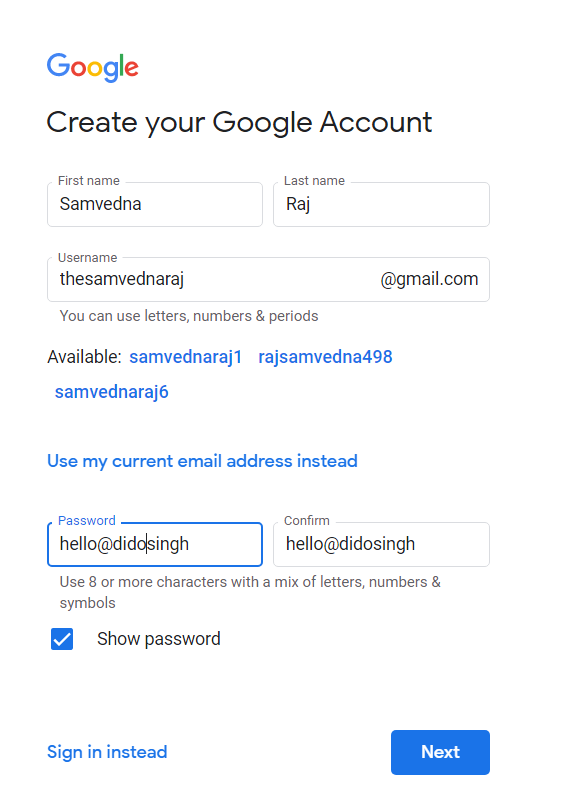 Google
Create your Google Account
First name Last name
Samvedna Raj
Username
thesamvednaraj @gmail.com
You can use letters, numbers & periods
Available: samvednaraj1 rajsamvedna498
samvednaraj6
Use my current email address instead
Password Confirm
hello@didosingh hello@didosingh
Use 8 or more characters with a mix of letters, numbers &
symbols
Show password
Sign in instead Next